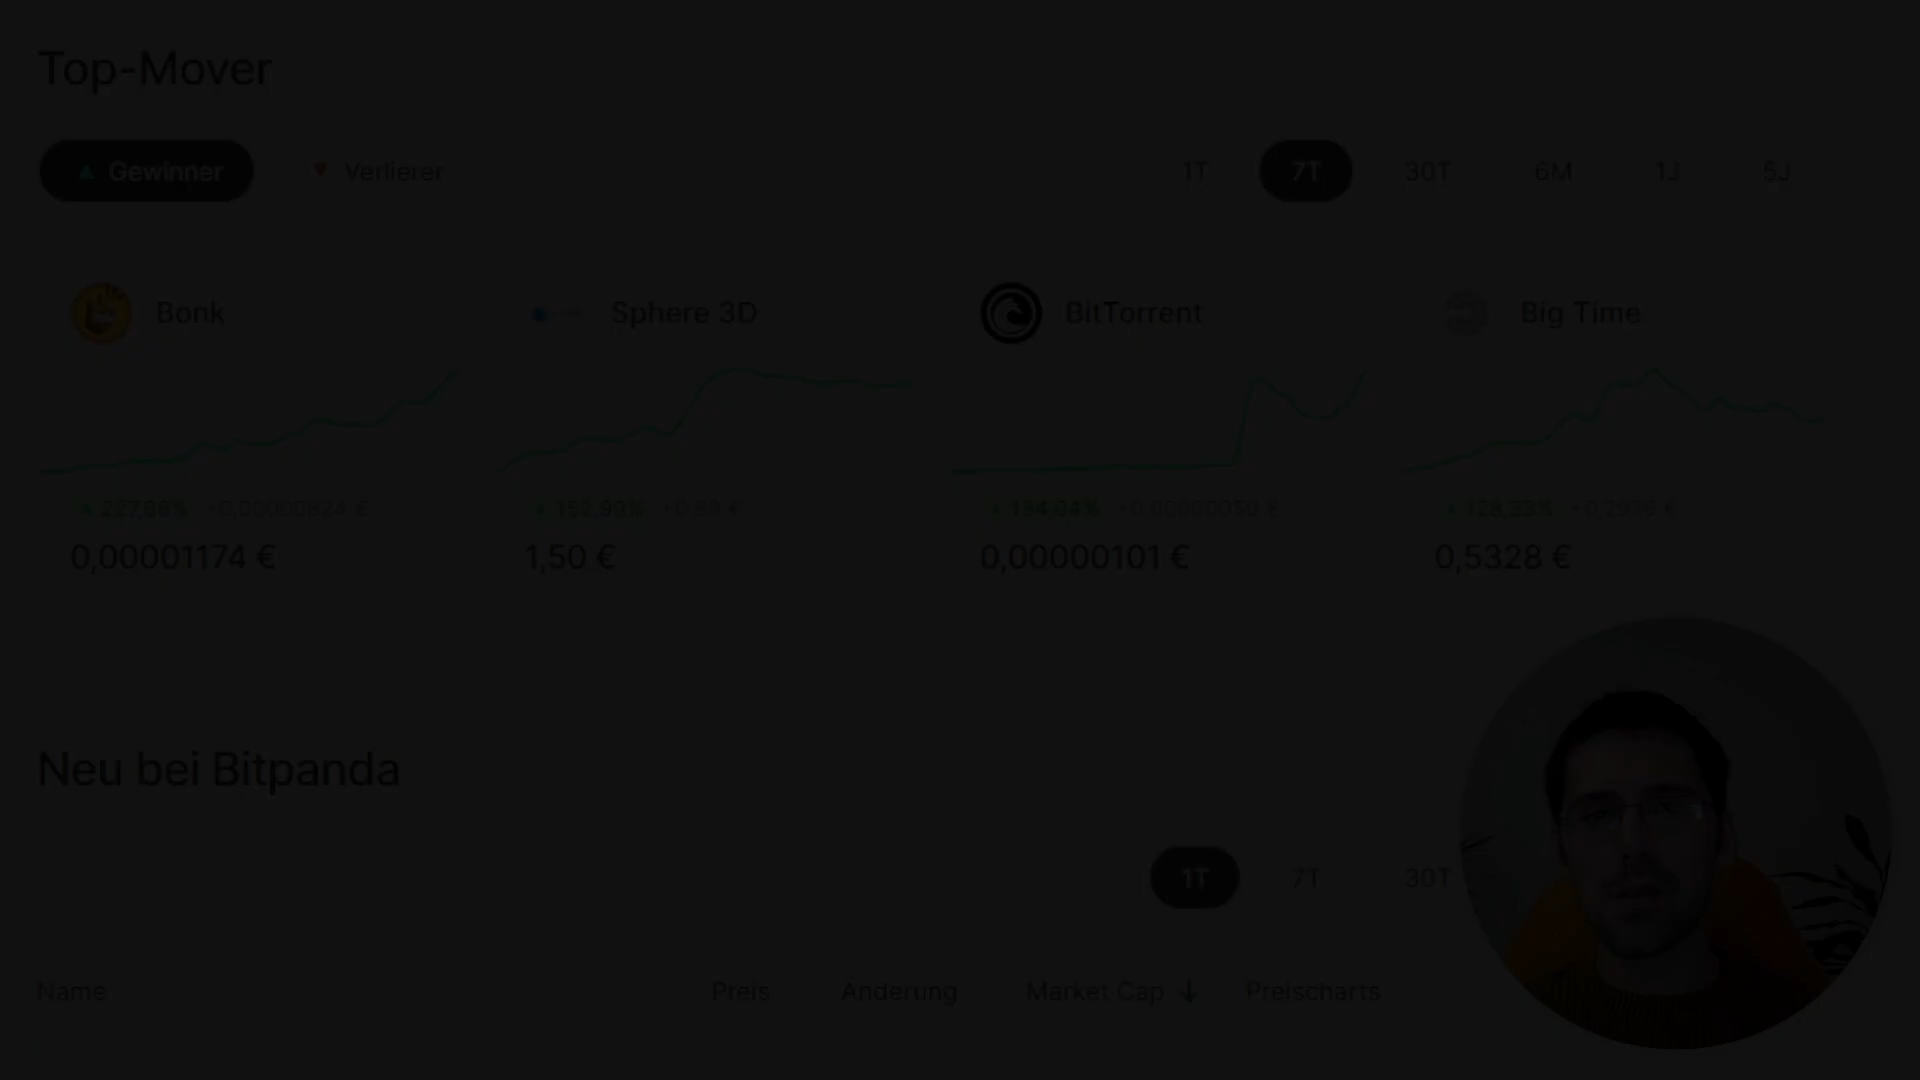 Top-Mover
▲ Gewinner ▼ Verlierer 1T 7T 30T 6M 1J 5J
Bonk Sphere 3D BitTorrent Big Time
0,00001174 € 1,50 € 0,00000101 € 0,5328 €
Neu bei Bitpanda
1T 7T 30T
Name Preis Änderung Market Cap ↓ Preischarts